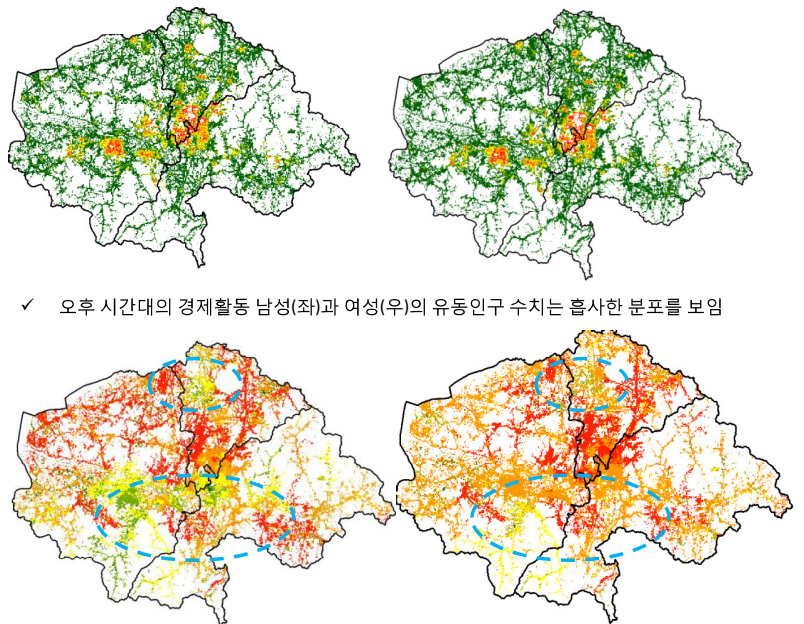 ✓ 오후 시간대의 경제활동 남성(좌)과 여성(우)의 유동인구 수치는 흡사한 분포를 보임